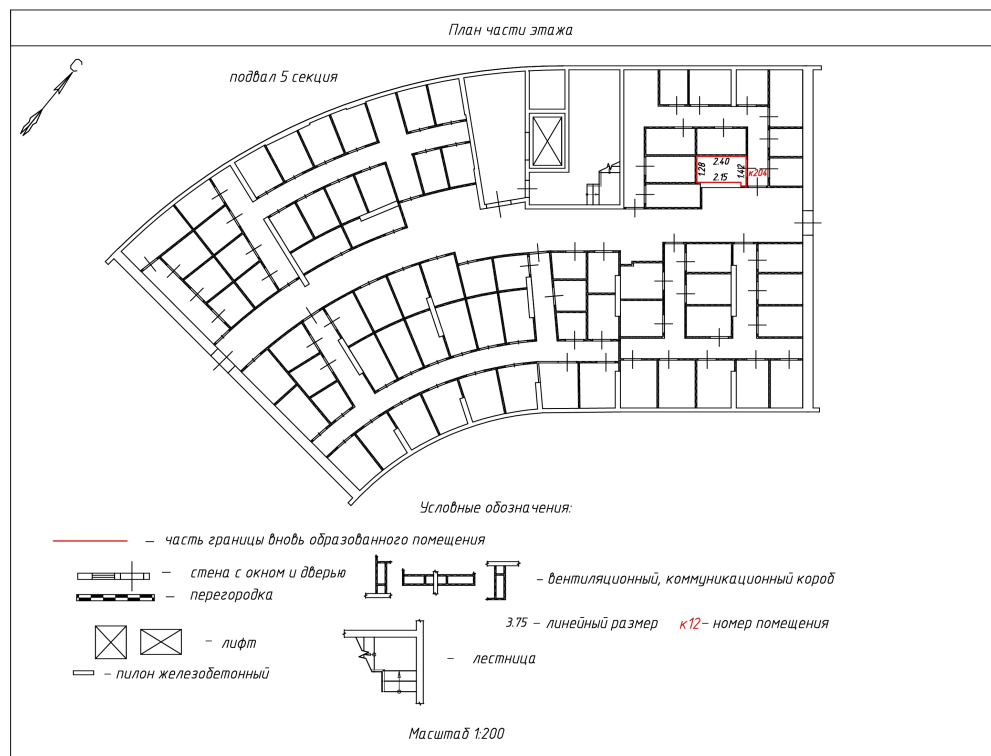 План части этажа
С
подвал 5 секция
2.40
1.28
1.42
2.15
к204
Условные обозначения:
— часть границы вновь образованного помещения
— стена с окном и дверью
— перегородка
— вентиляционный, коммуникационный короб
3.75 — линейный размер к12 — номер помещения
— лифт
— лестница
— пилон железобетонный
Масштаб 1:200